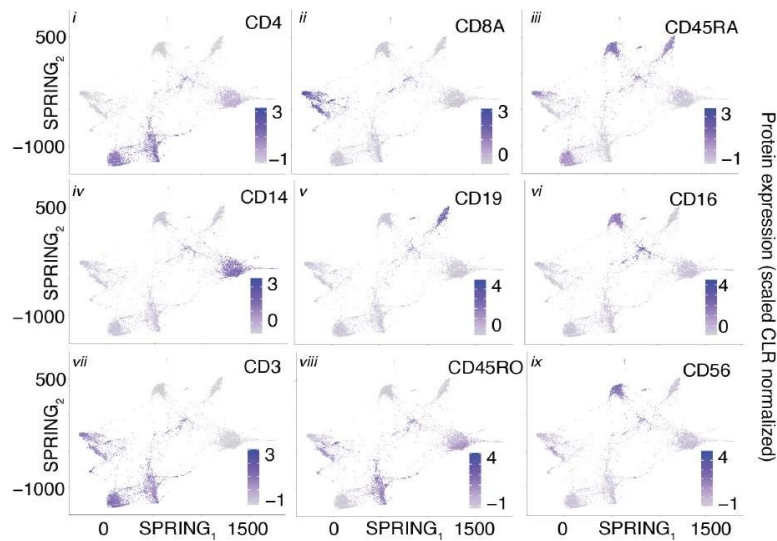 i CD4
ii CD8A
iii CD45RA
500
SPRING2
−1000
3
−1
3
0
3
−1
iv CD14
v CD19
vi CD16
500
SPRING2
−1000
3
0
4
0
4
0
vii CD3
viii CD45RO
ix CD56
500
SPRING2
−1000
3
−1
4
−1
4
−1
0 SPRING1 1500
0 SPRING1 1500
0 SPRING1 1500
Protein expression (scaled CLR normalized)